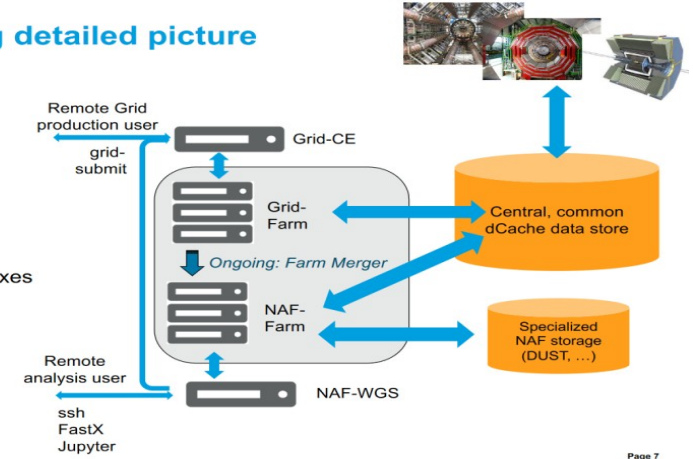 detailed picture
Remote Grid
production user
grid-
submit
Grid-CE
Grid-
Farm
Central, common
dCache data store
Ongoing: Farm Merger
NAF-
Farm
Specialized
NAF storage
(DUST, ...)
Remote
analysis user
NAF-WGS
ssh
FastX
Jupyter
Page 7